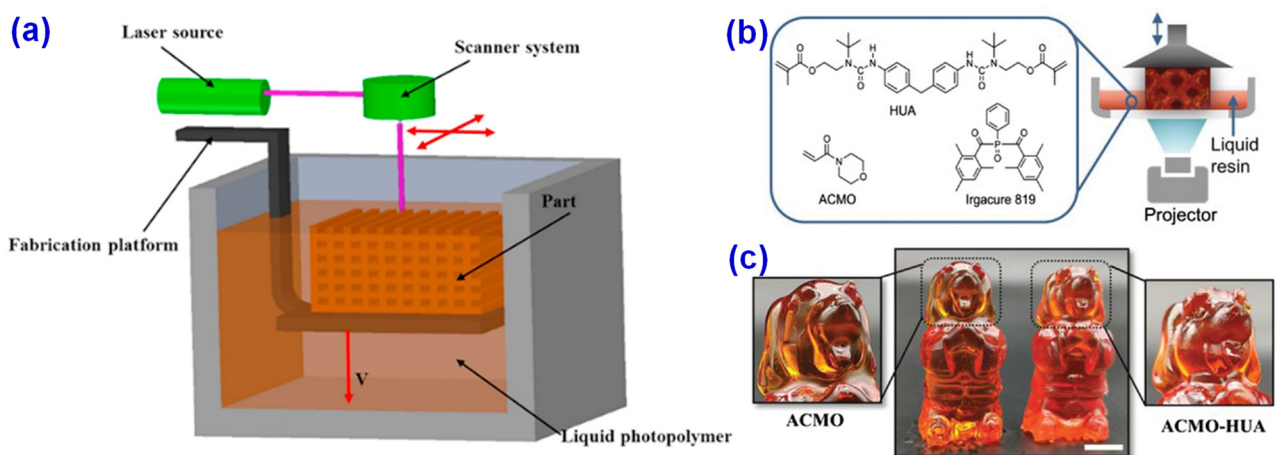 (a)
Laser source
Scanner system
Part
Fabrication platform
V
Liquid photopolymer
(b)
O
O
N
O
H
N
H
N
O
N
O
O
HUA
O
N
O
ACMO
O
P
O
O
Irgacure 819
Liquid
resin
Projector
(c)
ACMO
ACMO-HUA